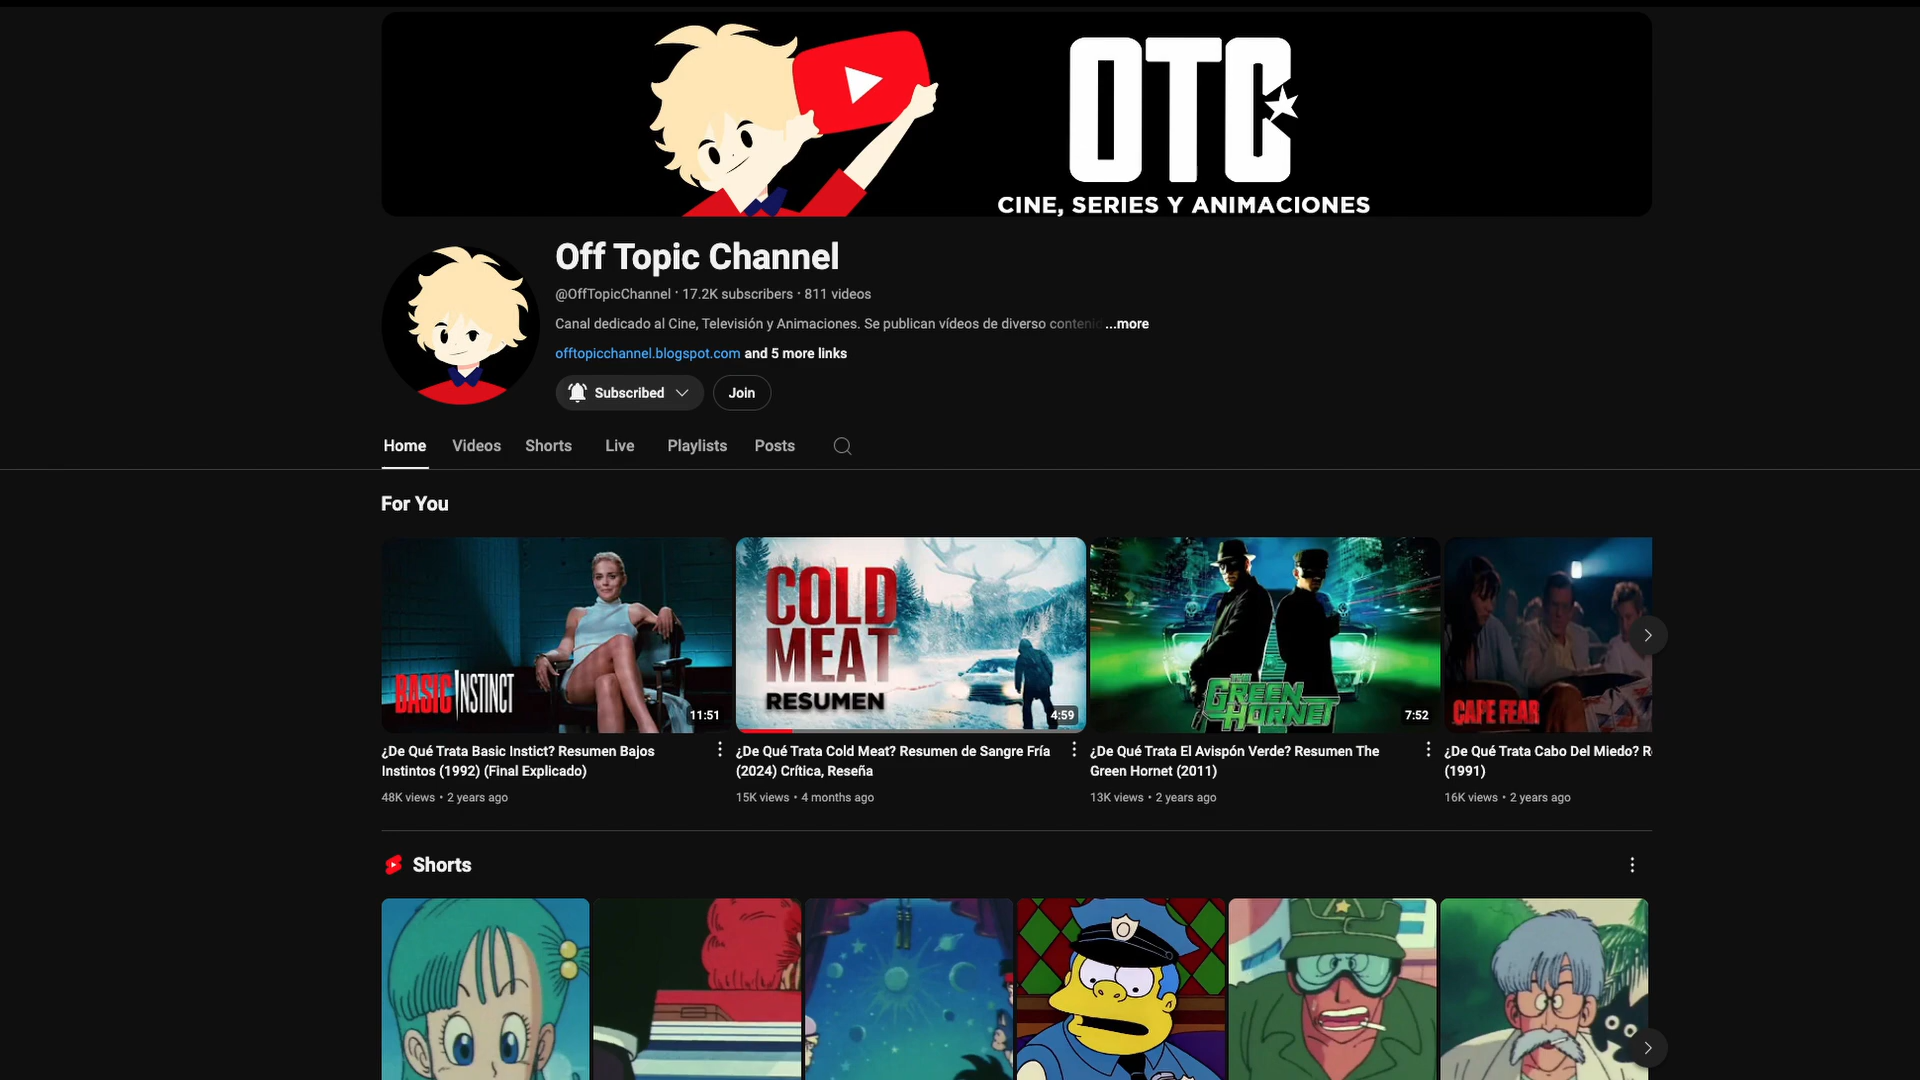 OTC
CINE, SERIES Y ANIMACIONES
Off Topic Channel
@OffTopicChannel · 17.2K subscribers · 811 videos
Canal dedicado al Cine, Televisión y Animaciones. Se publican vídeos de diverso contenio ...more
offtopicchannel.blogspot.com and 5 more links
Subscribed
Join
Home Videos Shorts Live Playlists Posts
For You
BASIC INSTINCT
11:51
COLD
MEAT
RESUMEN
4:59
THE
GREEN
HORNET
7:52
CAPE FEAR
¿De Qué Trata Basic Instict? Resumen Bajos
Instintos (1992) (Final Explicado)
48K views • 2 years ago
¿De Qué Trata Cold Meat? Resumen de Sangre Fría
(2024) Crítica, Reseña
15K views • 4 months ago
¿De Qué Trata El Avispón Verde? Resumen The
Green Hornet (2011)
13K views • 2 years ago
¿De Qué Trata Cabo Del Miedo? R
(1991)
16K views • 2 years ago
Shorts